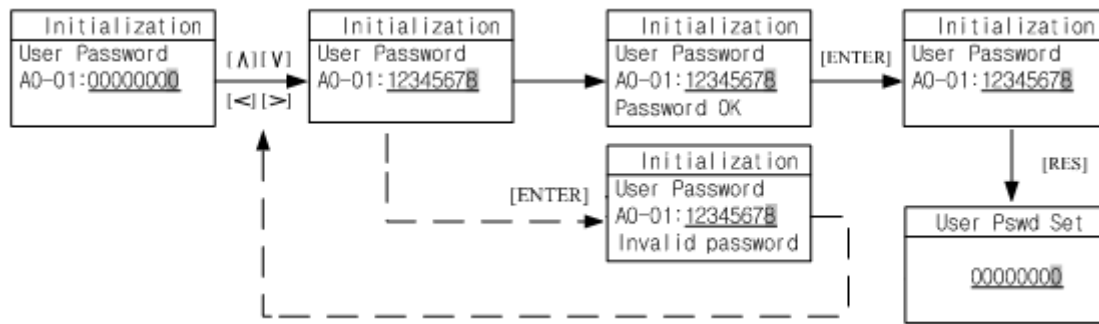 Initialization
User Password
A0-01:00000000
[∧][∨]
[<][>]
Initialization
User Password
A0-01:12345678
Initialization
User Password
A0-01:12345678
Password OK
[ENTER]
Initialization
User Password
A0-01:12345678
[ENTER]
Initialization
User Password
A0-01:12345678
Invalid password
[RES]
User Pswd Set
00000000